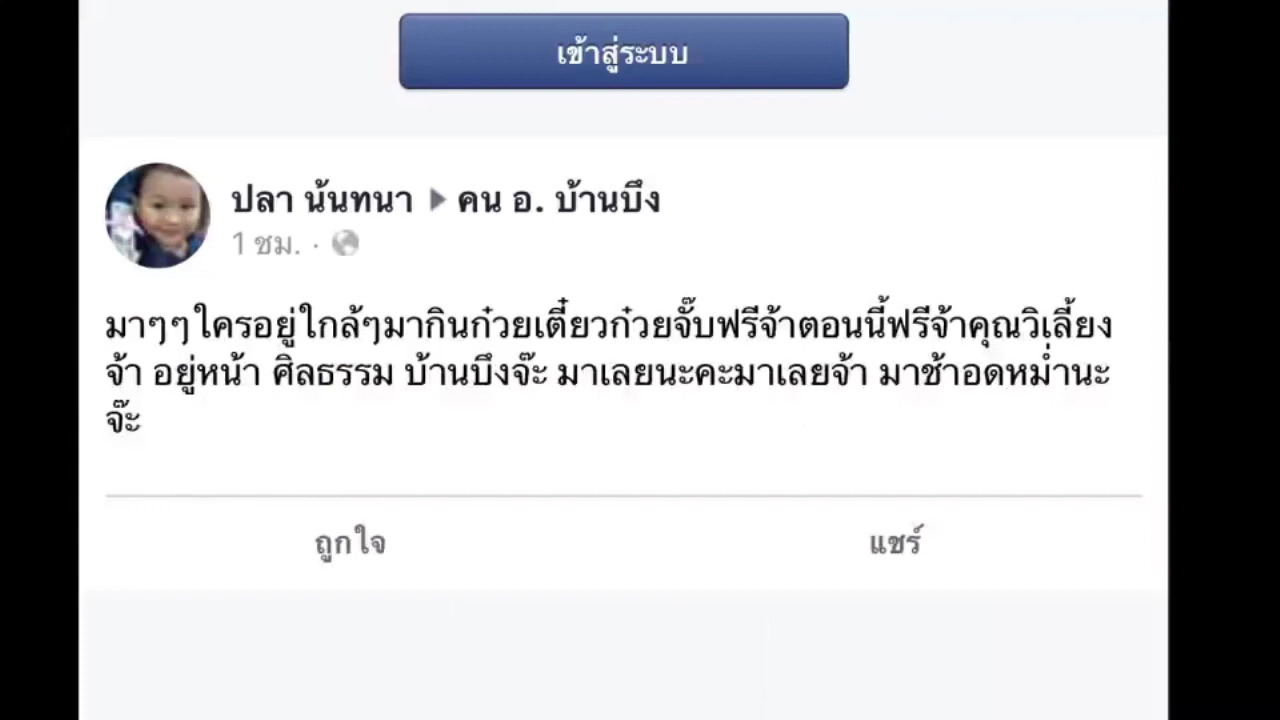 เข้าสู่ระบบ
ปลา น้นทนา ▶ คน อ. บ้านบึง
1 ชม. ·
มาๆๆใครอยู่ใกล้ๆมากินก๋วยเตี๋ยวก๋วยจั๊บฟรีจ้าตอนนี้ฟรีจ้าคุณวิเลี้ยง
จ้า อยู่หน้า ศิลธรรม บ้านบึงจ๊ะ มาเลยนะคะมาเลยจ้า มาช้าอดหม่ำนะ
จ๊ะ
ถูกใจ แชร์